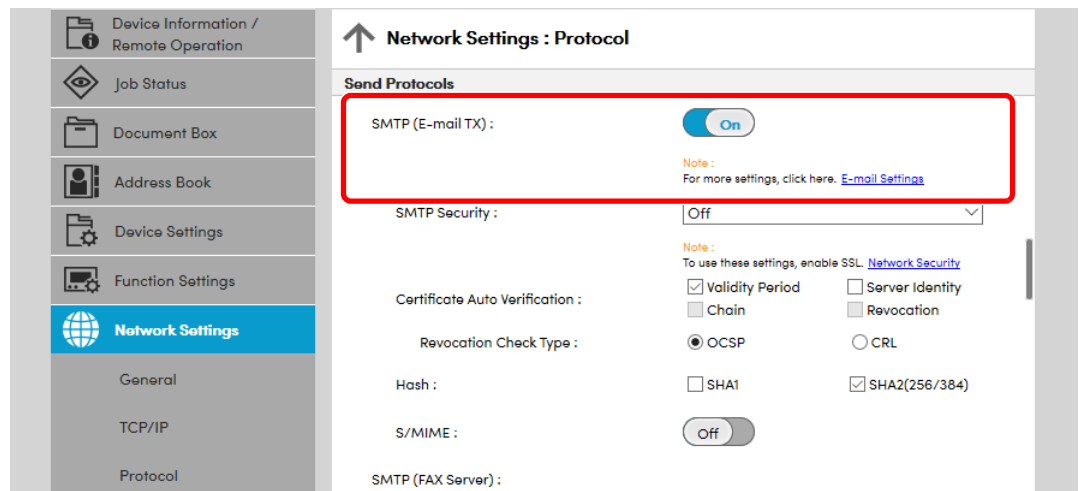 Device Information /
Remote Operation
Job Status
Document Box
Address Book
Device Settings
Function Settings
Network Settings
General
TCP/IP
Protocol
Network Settings : Protocol
Send Protocols
SMTP (E-mail TX) : On
Note :
For more settings, click here. E-mail Settings
SMTP Security : Off
Note :
To use these settings, enable SSL. Network Security
Certificate Auto Verification : Validity Period Server Identity
Chain Revocation
Revocation Check Type : OCSP CRL
Hash : SHA1 SHA2(256/384)
S/MIME : Off
SMTP (FAX Server) :